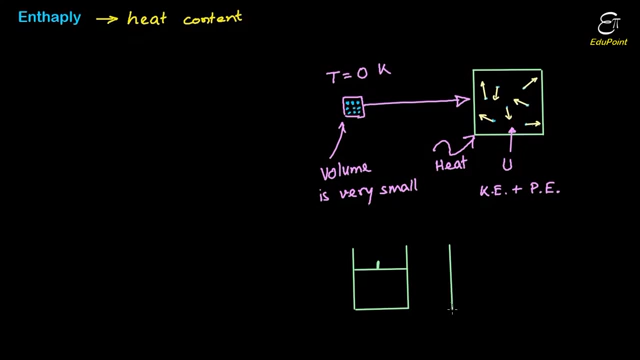 Enthaply → heat content
EduPoint
T = 0 K
Volume
is very small
Heat
U
K.E. + P.E.